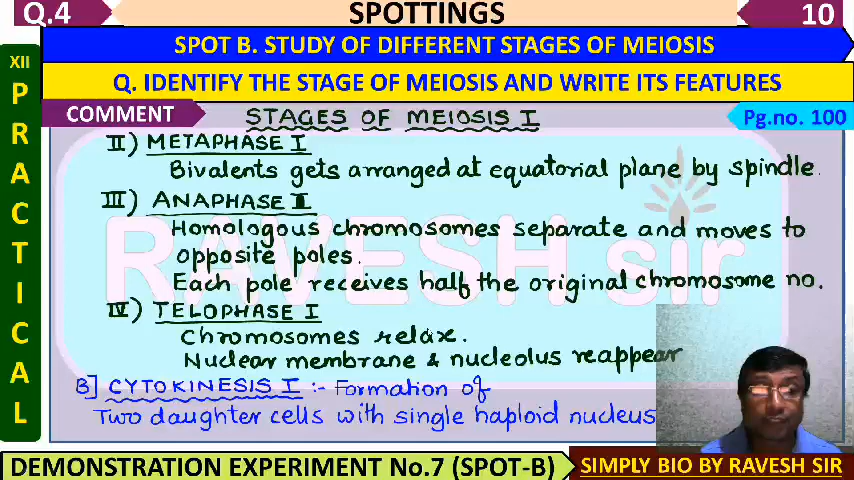 Q.4
SPOTTINGS
10
SPOT B. STUDY OF DIFFERENT STAGES OF MEIOSIS
XII
Q. IDENTIFY THE STAGE OF MEIOSIS AND WRITE ITS FEATURES
PRACTICAL
COMMENT
STAGES OF MEIOSIS I
Pg.no. 100
II) METAPHASE I
Bivalents gets arranged at equatorial plane by spindle.
III) ANAPHASE I
Homologous chromosomes separate and moves to
opposite poles.
Each pole receives half the original chromosome no.
IV) TELOPHASE I
Chromosomes relax.
Nuclear membrane & nucleolus reappear
B] CYTOKINESIS I :- Formation of
Two daughter cells with single haploid nucleus
RAVESH sir
DEMONSTRATION EXPERIMENT No.7 (SPOT-B)
SIMPLY BIO BY RAVESH SIR